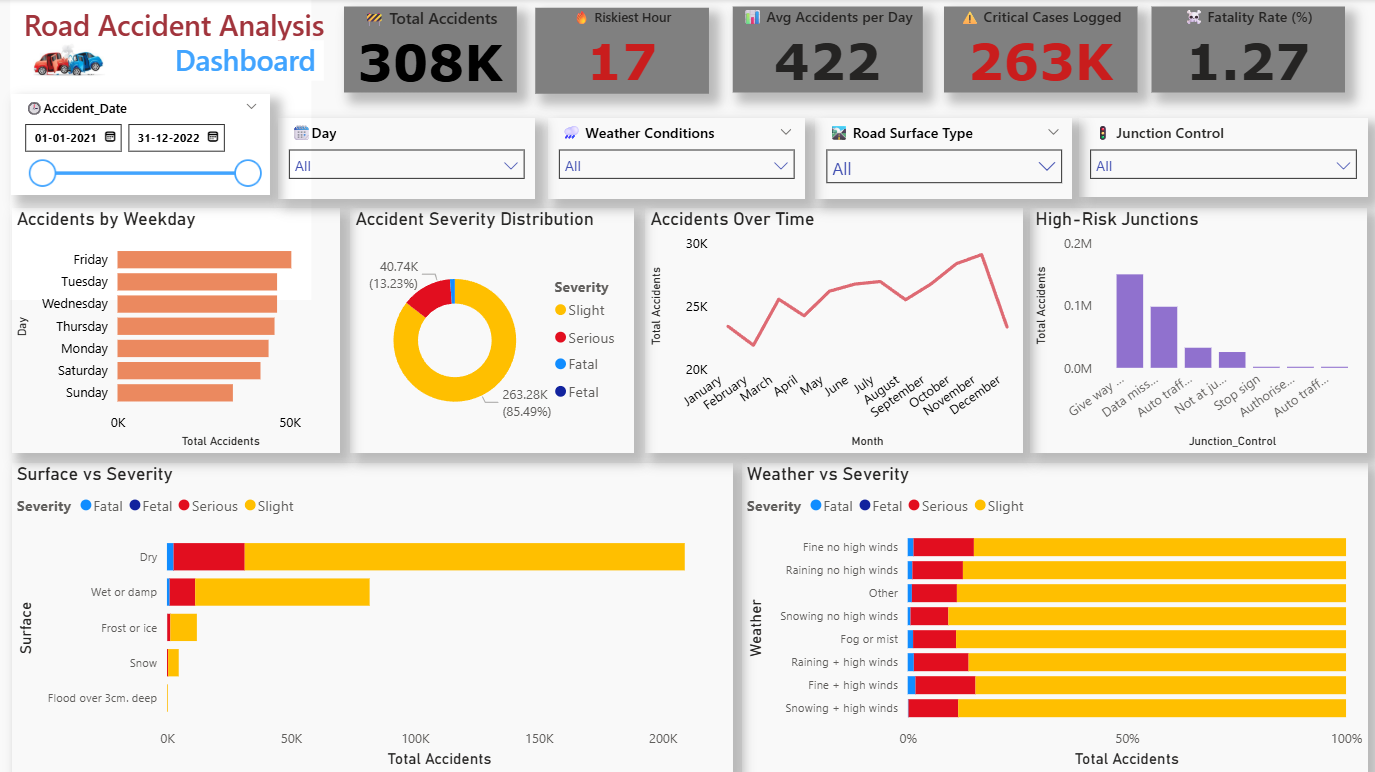 Road Accident Analysis
Dashboard
Total Accidents
308K
Riskiest Hour
17
Avg Accidents per Day
422
Critical Cases Logged
263K
Fatality Rate (%)
1.27
Accident_Date
01-01-2021
31-12-2022
Day
All
Weather Conditions
All
Road Surface Type
All
Junction Control
All
Accidents by Weekday
Day
Friday
Tuesday
Wednesday
Thursday
Monday
Saturday
Sunday
0K
50K
Total Accidents
Accident Severity Distribution
40.74K
(13.23%)
263.28K
(85.49%)
Severity
Slight
Serious
Fatal
Fetal
Accidents Over Time
Total Accidents
30K
25K
20K
January
February
March
April
May
June
July
August
September
October
November
December
Month
High-Risk Junctions
Total Accidents
0.2M
0.1M
0.0M
Give way ...
Data miss...
Auto traff...
Not at ju...
Stop sign
Authorise...
Auto traff...
Junction_Control
Surface vs Severity
Severity Fatal Fetal Serious Slight
Surface
Dry
Wet or damp
Frost or ice
Snow
Flood over 3cm. deep
0K
50K
100K
150K
200K
Total Accidents
Weather vs Severity
Severity Fatal Fetal Serious Slight
Weather
Fine no high winds
Raining no high winds
Other
Snowing no high winds
Fog or mist
Raining + high winds
Fine + high winds
Snowing + high winds
0%
50%
100%
Total Accidents